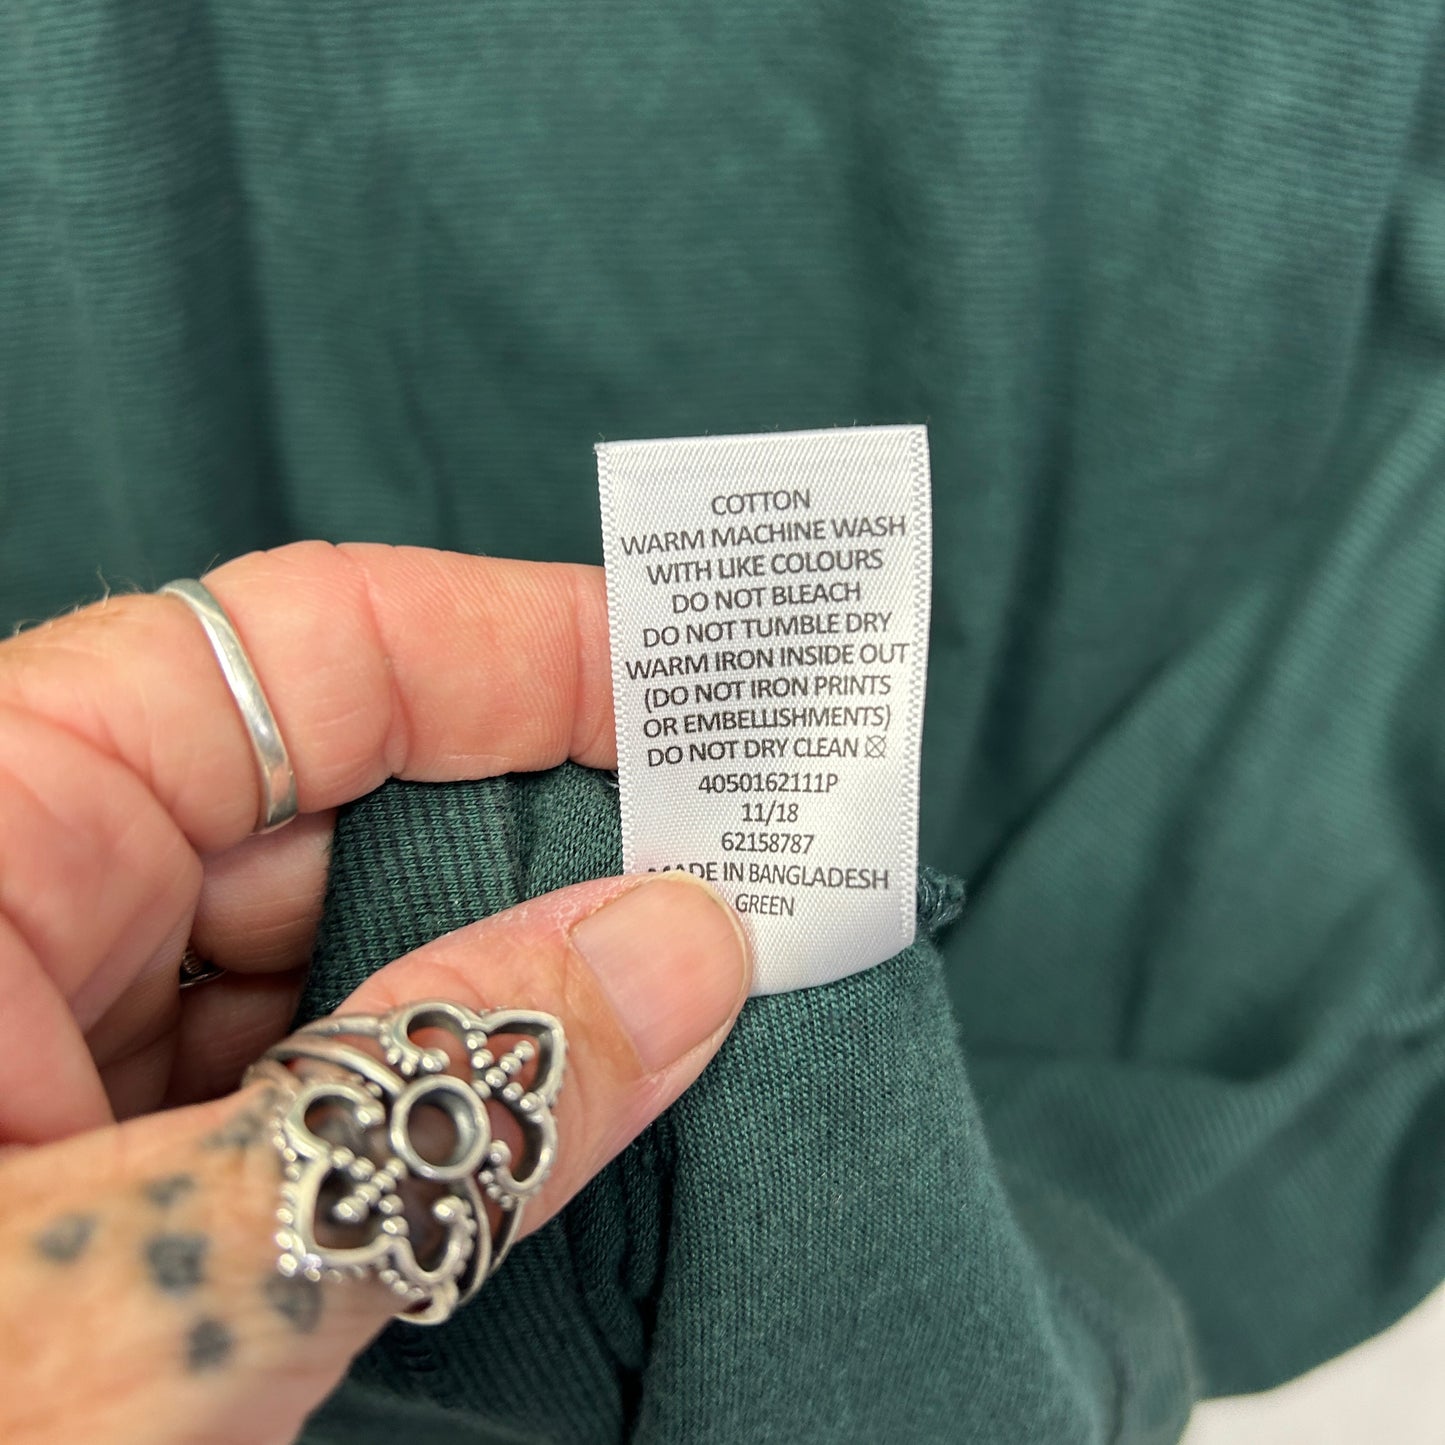 COTTON
WARM MACHINE WASH
WITH LIKE COLOURS
DO NOT BLEACH
DO NOT TUMBLE DRY
WARM IRON INSIDE OUT
(DO NOT IRON PRINTS
OR EMBELLISHMENTS)
DO NOT DRY CLEAN
4050162111P
11/18
62158787
MADE IN BANGLADESH
GREEN